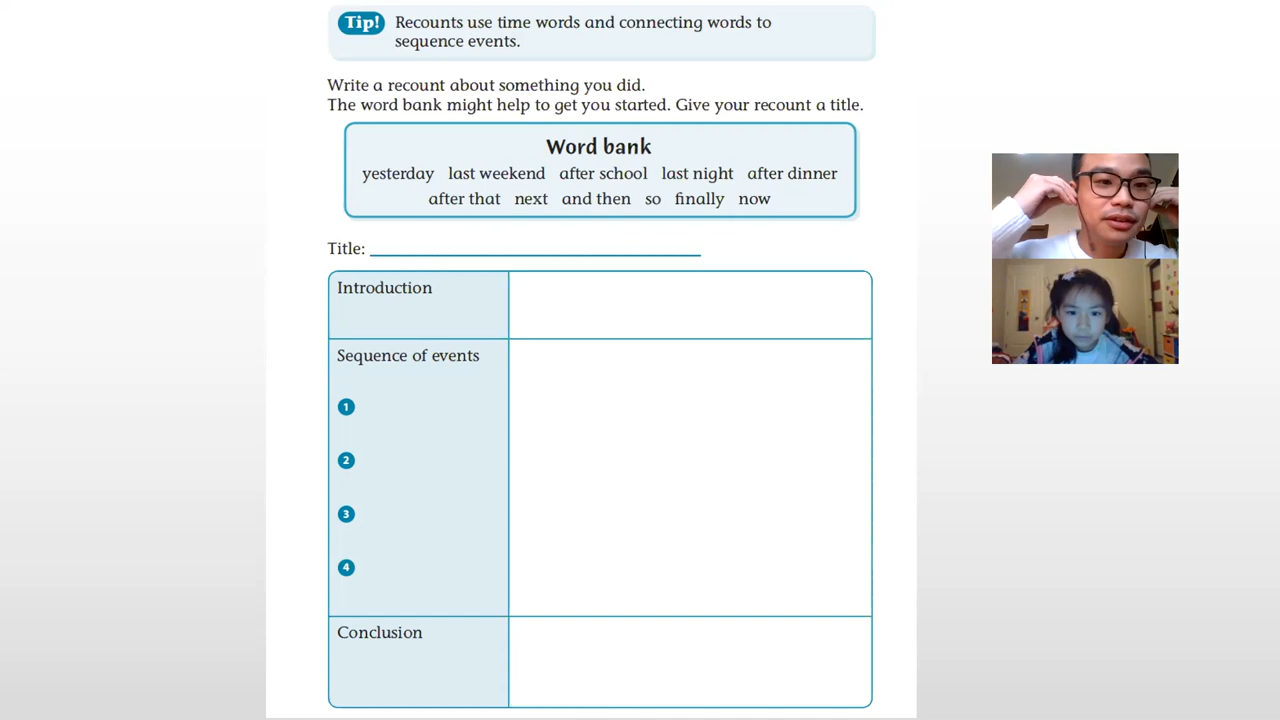 Tip! Recounts use time words and connecting words to
sequence events.
Write a recount about something you did.
The word bank might help to get you started. Give your recount a title.
Word bank
yesterday last weekend after school last night after dinner
after that next and then so finally now
Title:
Introduction
Sequence of events
1
2
3
4
Conclusion